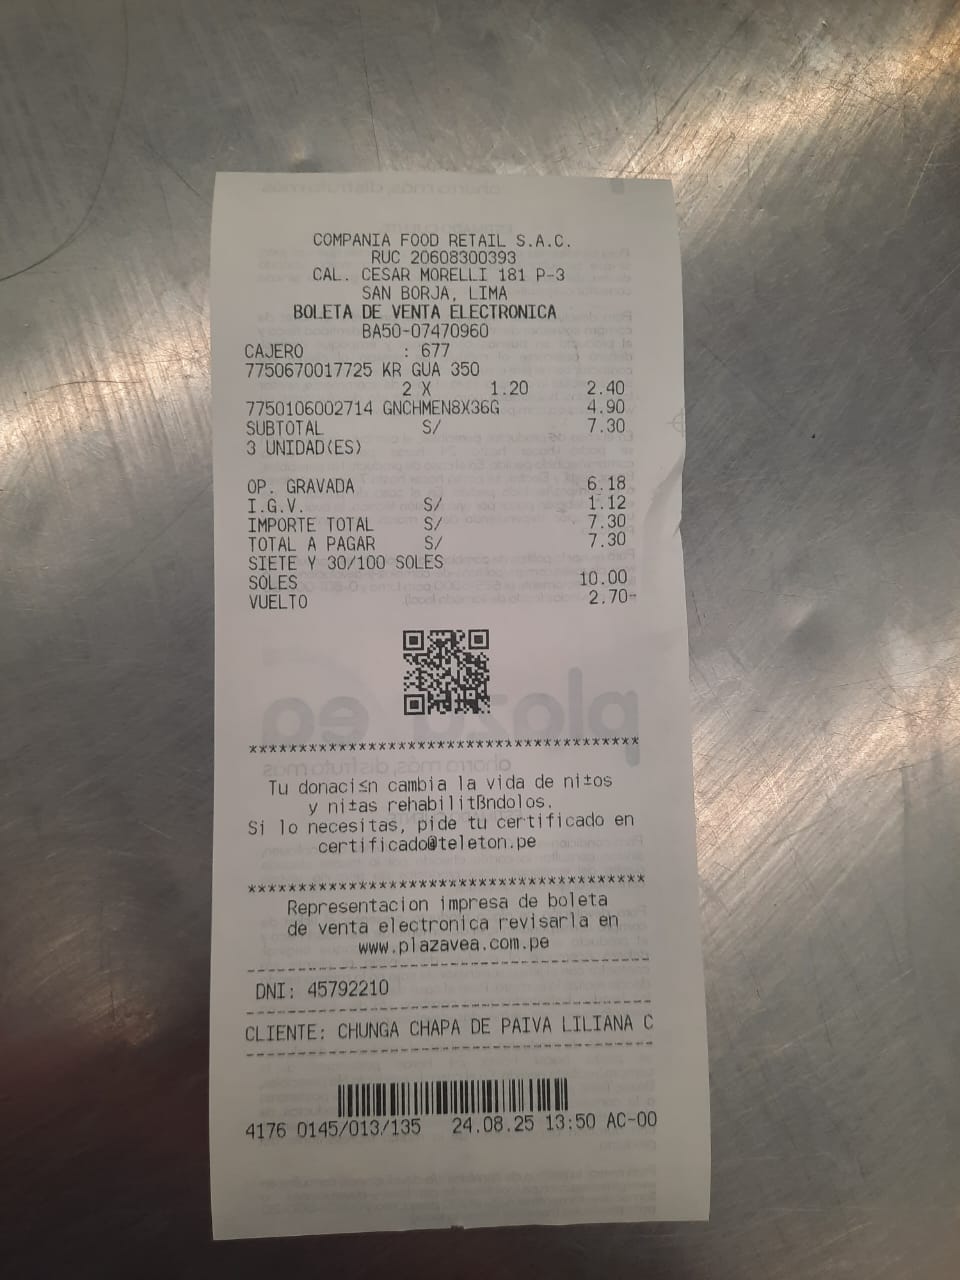 COMPANIA FOOD RETAIL S.A.C.
RUC 20608300393
CAL. CESAR MORELLI 181 P-3
SAN BORJA, LIMA
BOLETA DE VENTA ELECTRONICA
BA50-07470960
CAJERO : 677
7750670017725 KR GUA 350
2 X 1.20 2.40
7750106002714 GNCHMEN8X36G 4.90
SUBTOTAL S/ 7.30
3 UNIDAD(ES)
OP. GRAVADA 6.18
I.G.V. S/ 1.12
IMPORTE TOTAL S/ 7.30
TOTAL A PAGAR S/ 7.30
SIETE Y 30/100 SOLES
SOLES 10.00
VUELTO 2.70-
plaza vea
****************************************
ahorra más, disfruta más
Tu donaci≤n cambia la vida de ni±os
y ni±as rehabilitßndolos.
Si lo necesitas, pide tu certificado en
certificado@teleton.pe
****************************************
Representacion impresa de boleta
de venta electronica revisarla en
www.plazavea.com.pe
----------------------------------------
DNI: 45792210
----------------------------------------
CLIENTE: CHUNGA CHAPA DE PAIVA LILIANA C
----------------------------------------
4176 0145/013/135 24.08.25 13:50 AC-00